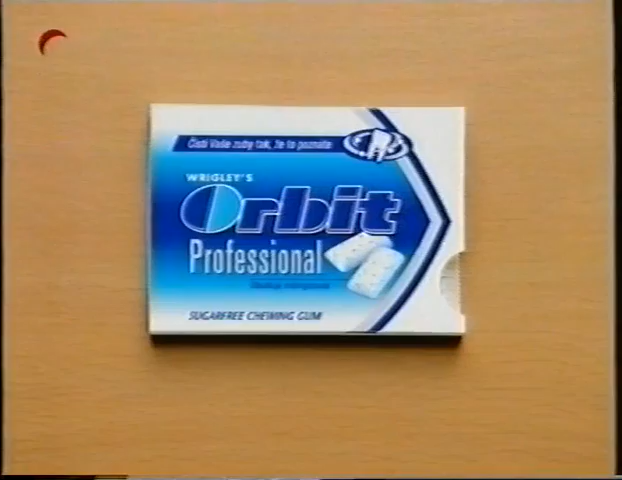 Čistí Vaše zuby tak, že to poznáte
WRIGLEY'S
Orbit
Professional
SUGARFREE CHEWING GUM